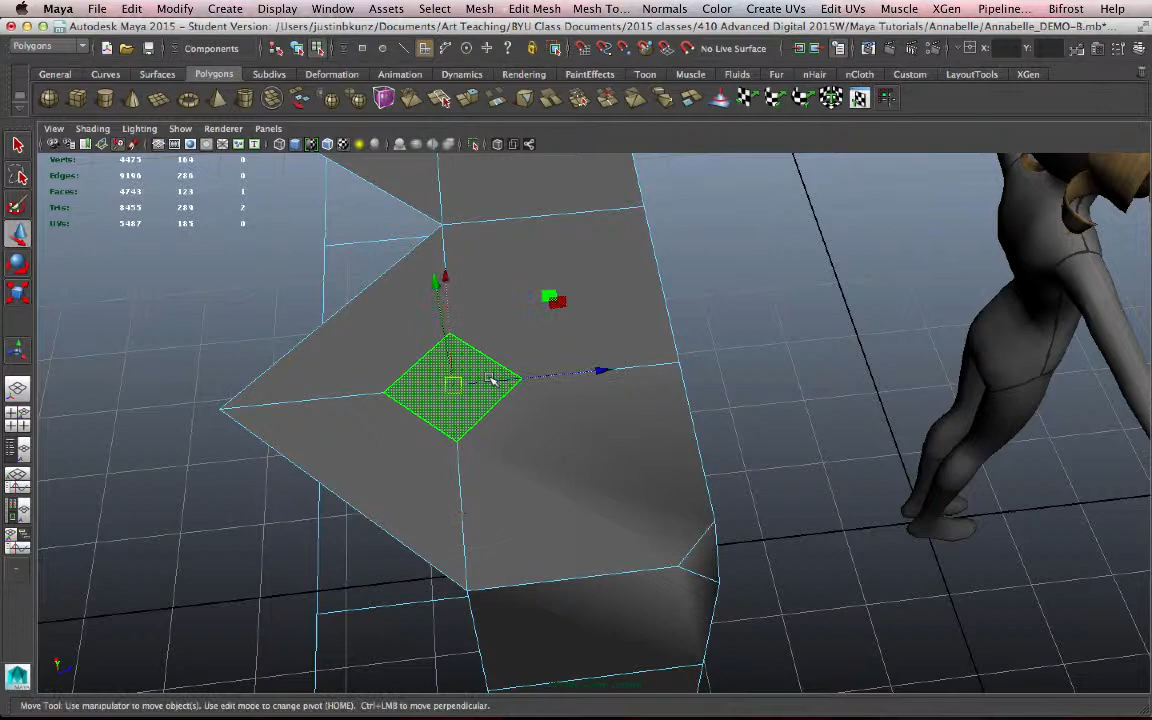 Maya File Edit Modify Create Display Window Assets Select Mesh Edit Mesh Mesh To... Normals Color Create UVs Edit UVs Muscle XGen Pipeline... Bifrost Help
Autodesk Maya 2015 - Student Version: /Users/justinbkunz/Documents/Art Teaching/BYU Class Documents/2015 classes/410 Advanced Digital 2015W/Maya Tutorials/Annabelle/Annabelle_DEMO-8.mb*...
Polygons Components No Live Surface X: Y:
General Curves Surfaces Polygons Subdivs Deformation Animation Dynamics Rendering PaintEffects Toon Muscle Fluids Fur nHair nCloth Custom LayoutTools XGen
View Shading Lighting Show Renderer Panels
Verts: 4475 164 0
Edges: 9196 286 0
Faces: 4743 123 1
Tris: 8455 289 2
UVs: 5487 185 0
Move Tool: Use manipulator to move object(s). Use edit mode to change pivot (HOME). Ctrl+LMB to move perpendicular.